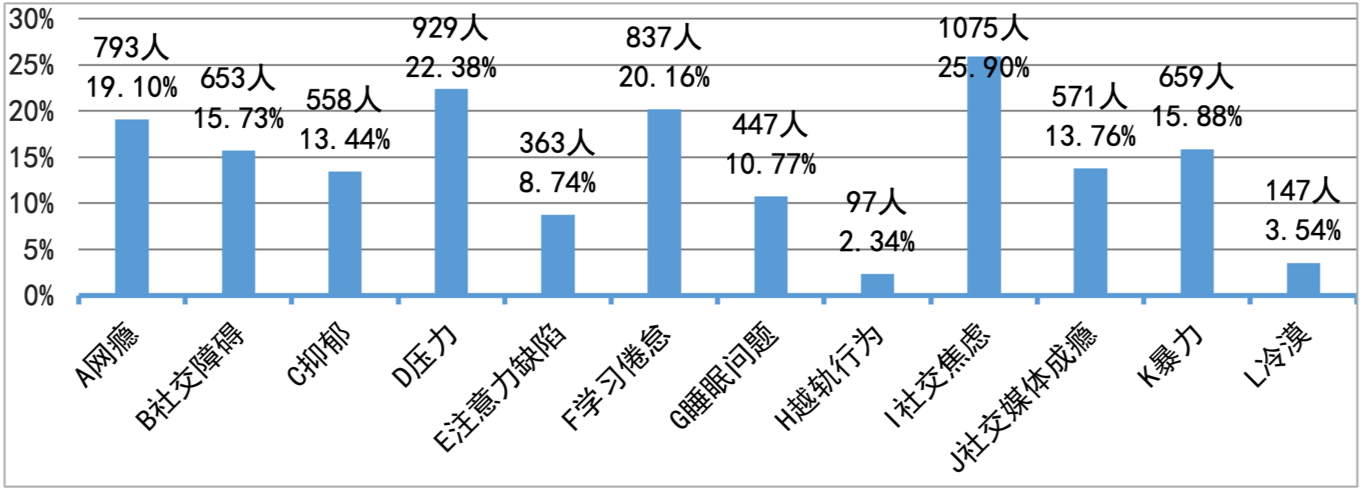 30%
25%
20%
15%
10%
5%
0%
793人
19.10%
653人
15.73%
558人
13.44%
929人
22.38%
363人
8.74%
837人
20.16%
447人
10.77%
97人
2.34%
1075人
25.90%
571人
13.76%
659人
15.88%
147人
3.54%
A网瘾
B社交障碍
C抑郁
D压力
E注意力缺陷
F学习倦怠
G睡眠问题
H越轨行为
I社交焦虑
J社交媒体成瘾
K暴力
L冷漠